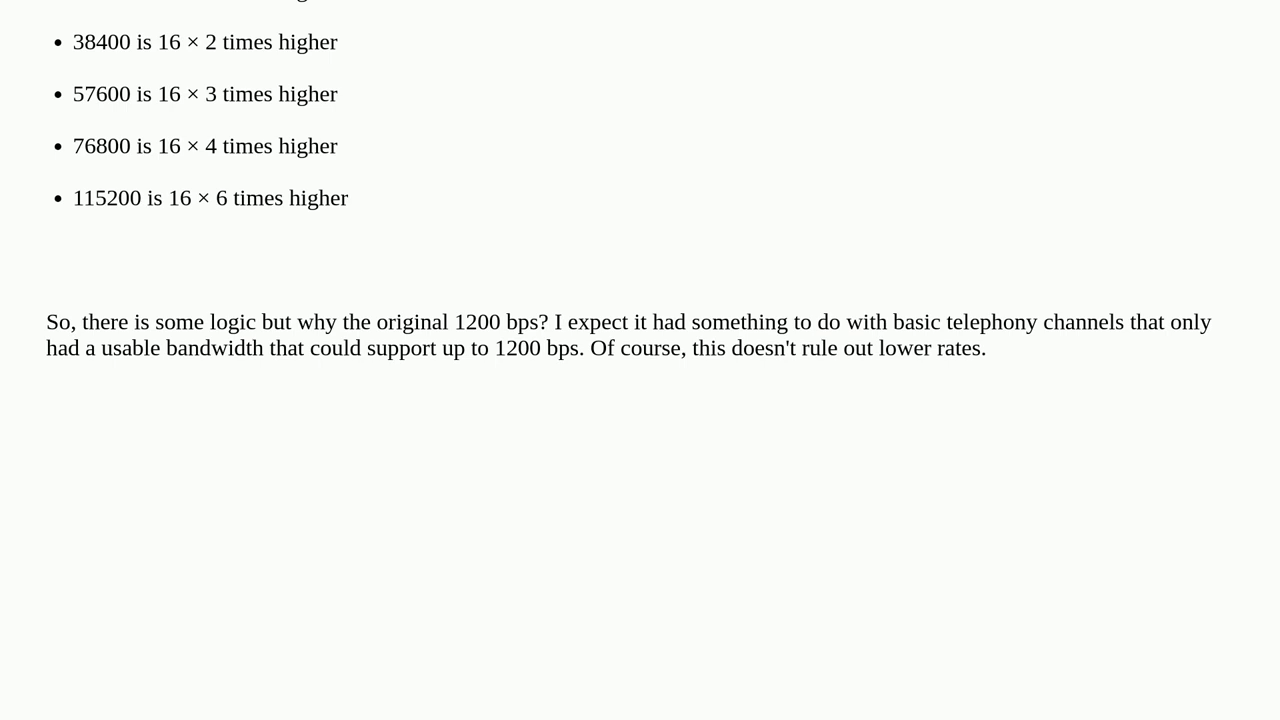 • 38400 is 16 × 2 times higher
• 57600 is 16 × 3 times higher
• 76800 is 16 × 4 times higher
• 115200 is 16 × 6 times higher
So, there is some logic but why the original 1200 bps? I expect it had something to do with basic telephony channels that only
had a usable bandwidth that could support up to 1200 bps. Of course, this doesn't rule out lower rates.